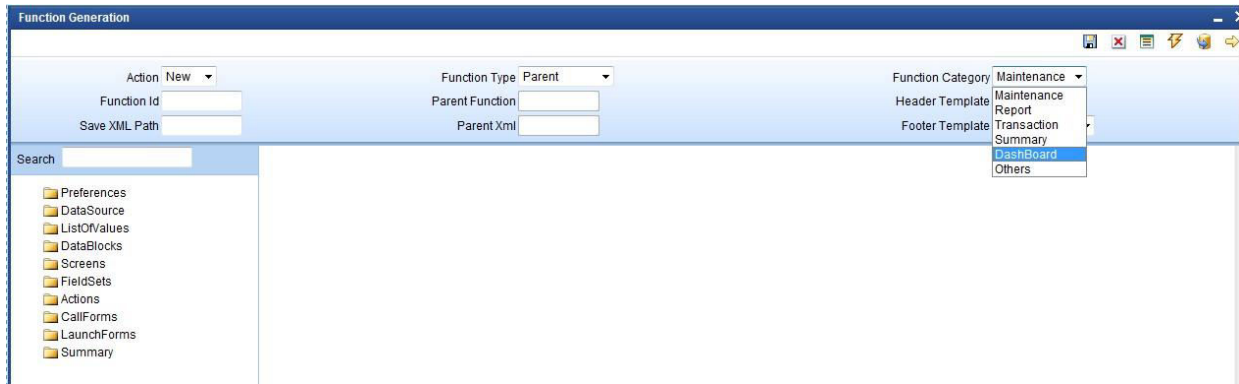 Function Generation
Action New
Function Type Parent
Function Category Maintenance
Function Id
Parent Function
Header Template
Save XML Path
Parent Xml
Footer Template
Maintenance
Report
Transaction
Summary
DashBoard
Others
Search
Preferences
DataSource
ListOfValues
DataBlocks
Screens
FieldSets
Actions
CallForms
LaunchForms
Summary